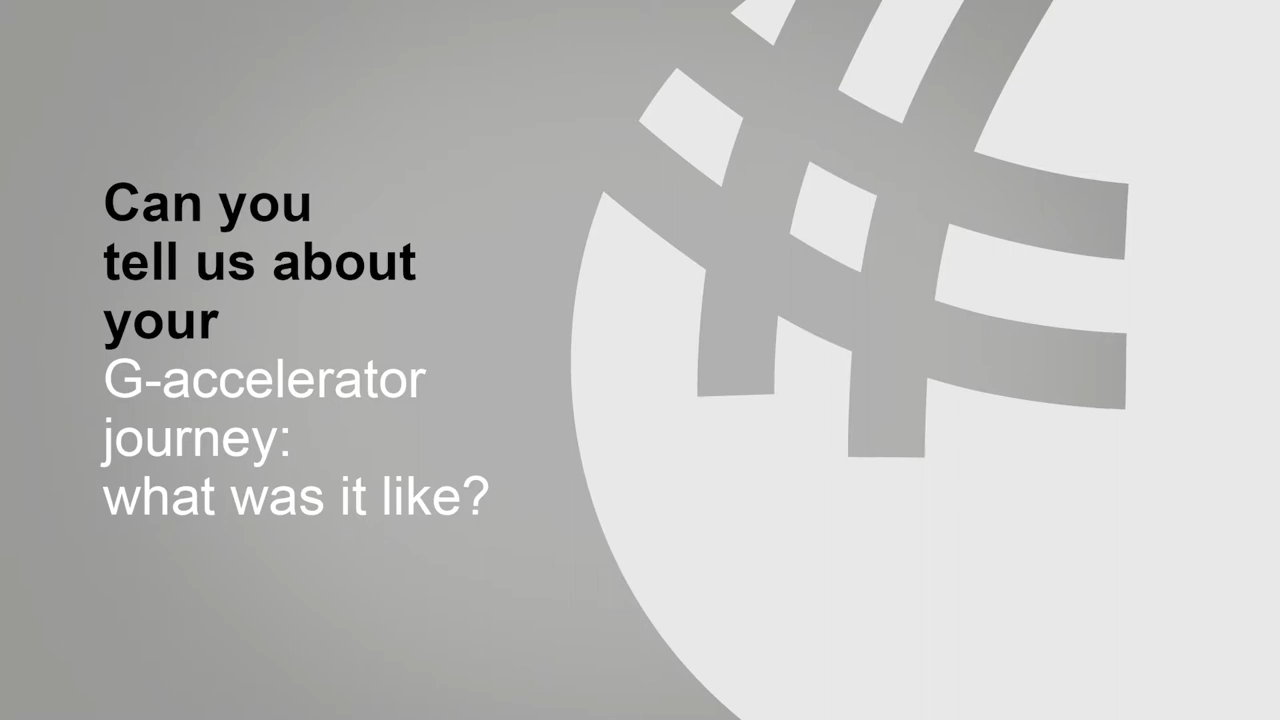 Can you
tell us about
your
G-accelerator
journey:
what was it like?